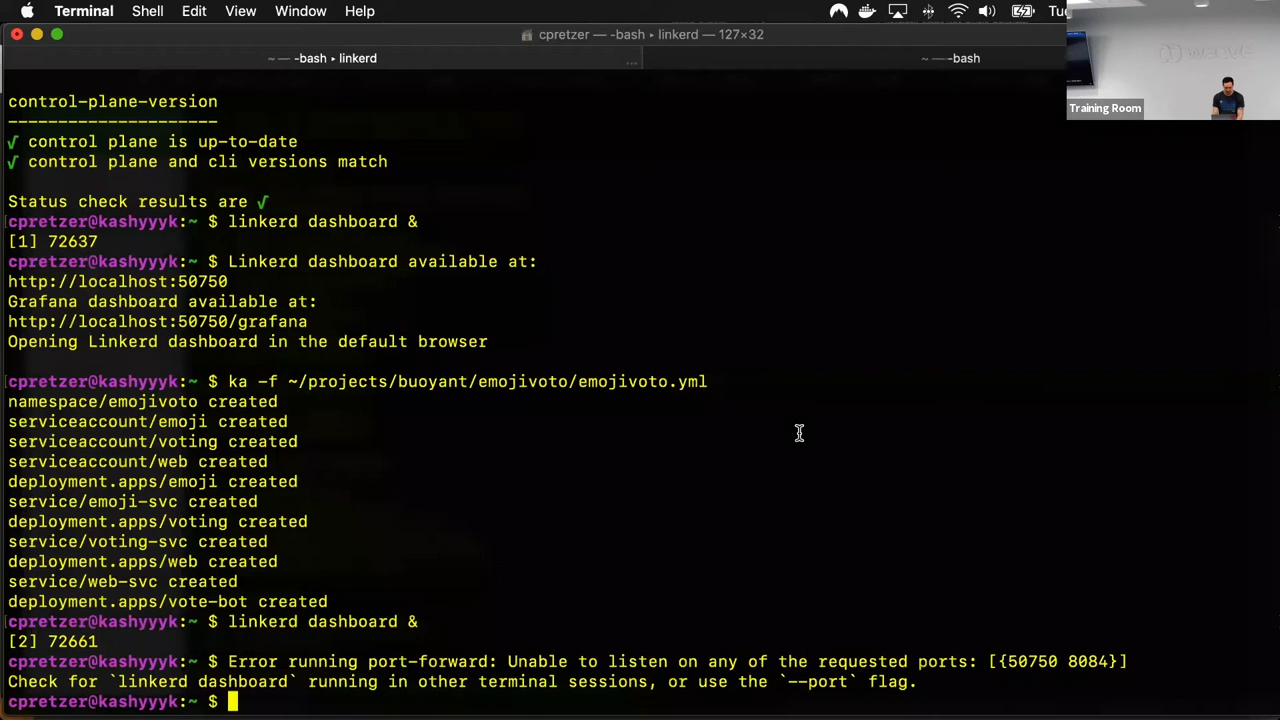 Terminal Shell Edit View Window Help Tu
cpretzer — -bash ▸ linkerd — 127×32
~ — -bash ▸ linkerd ... ~ — -bash
Training Room
control-plane-version
---------------------
√ control plane is up-to-date
√ control plane and cli versions match
Status check results are √
cpretzer@kashyyyk:~ $ linkerd dashboard &
[1] 72637
cpretzer@kashyyyk:~ $ Linkerd dashboard available at:
http://localhost:50750
Grafana dashboard available at:
http://localhost:50750/grafana
Opening Linkerd dashboard in the default browser
cpretzer@kashyyyk:~ $ ka -f ~/projects/buoyant/emojivoto/emojivoto.yml
namespace/emojivoto created
serviceaccount/emoji created
serviceaccount/voting created
serviceaccount/web created
deployment.apps/emoji created
service/emoji-svc created
deployment.apps/voting created
service/voting-svc created
deployment.apps/web created
service/web-svc created
deployment.apps/vote-bot created
cpretzer@kashyyyk:~ $ linkerd dashboard &
[2] 72661
cpretzer@kashyyyk:~ $ Error running port-forward: Unable to listen on any of the requested ports: [{50750 8084}]
Check for `linkerd dashboard` running in other terminal sessions, or use the `--port` flag.
cpretzer@kashyyyk:~ $